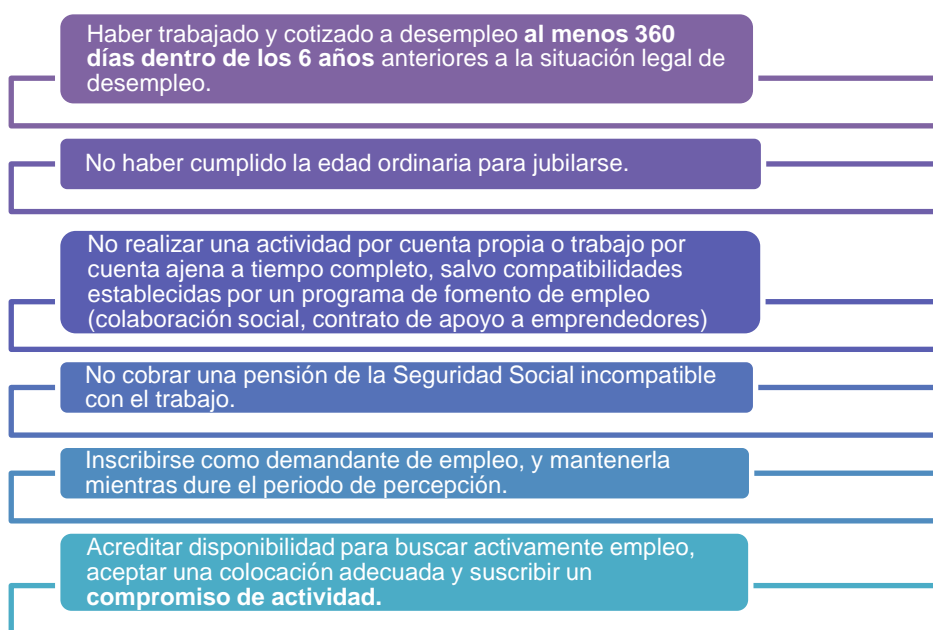 Haber trabajado y cotizado a desempleo al menos 360
días dentro de los 6 años anteriores a la situación legal de
desempleo.
No haber cumplido la edad ordinaria para jubilarse.
No realizar una actividad por cuenta propia o trabajo por
cuenta ajena a tiempo completo, salvo compatibilidades
establecidas por un programa de fomento de empleo
(colaboración social, contrato de apoyo a emprendedores)
No cobrar una pensión de la Seguridad Social incompatible
con el trabajo.
Inscribirse como demandante de empleo, y mantenerla
mientras dure el periodo de percepción.
Acreditar disponibilidad para buscar activamente empleo,
aceptar una colocación adecuada y suscribir un
compromiso de actividad.